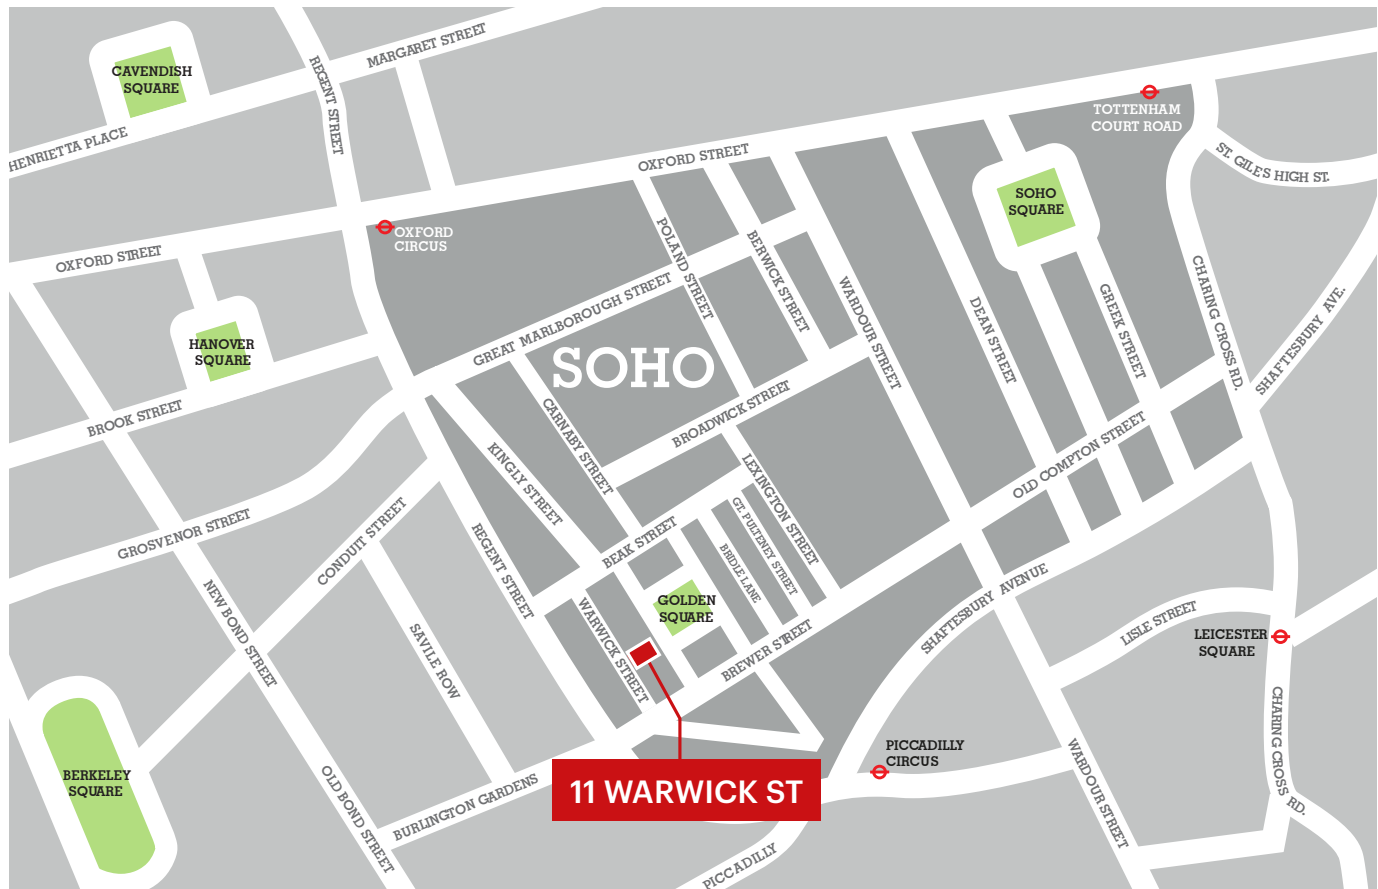 MARGARET STREET
REGENT STREET
CAVENDISH
SQUARE
HENRIETTA PLACE
TOTTENHAM
COURT ROAD
OXFORD STREET
ST. GILES HIGH ST.
SOHO
SQUARE
OXFORD
CIRCUS
OXFORD STREET
POLAND STREET
BERWICK STREET
WARDOUR STREET
DEAN STREET
GREEK STREET
CHARING CROSS RD.
SHAFTESBURY AVE.
GREAT MARLBOROUGH STREET
HANOVER
SQUARE
SOHO
BROOK STREET
CARNABY STREET
BROADWICK STREET
KINGLY STREET
LEXINGTON STREET
OLD COMPTON STREET
GROSVENOR STREET
CONDUIT STREET
REGENT STREET
BEAK STREET
GT. PULTENEY STREET
BRIDLE LANE
NEW BOND STREET
SAVILE ROW
WARWICK STREET
GOLDEN
SQUARE
BREWER STREET
SHAFTESBURY AVENUE
LISLE STREET
LEICESTER
SQUARE
BERKELEY
SQUARE
OLD BOND STREET
BURLINGTON GARDENS
11 WARWICK ST
PICCADILLY
CIRCUS
WARDOUR STREET
CHARING CROSS RD.
PICCADILLY